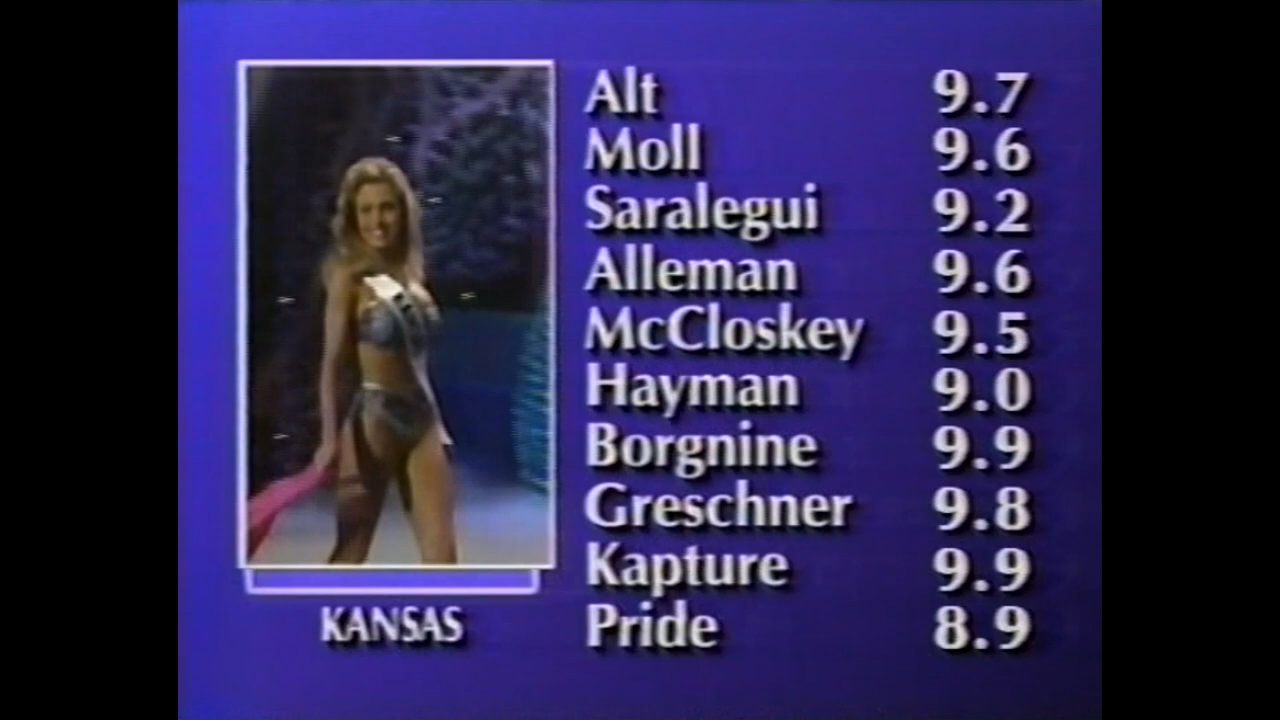 Alt 9.7
Moll 9.6
Saralegui 9.2
Alleman 9.6
McCloskey 9.5
Hayman 9.0
Borgnine 9.9
Greschner 9.8
Kapture 9.9
Pride 8.9
KANSAS